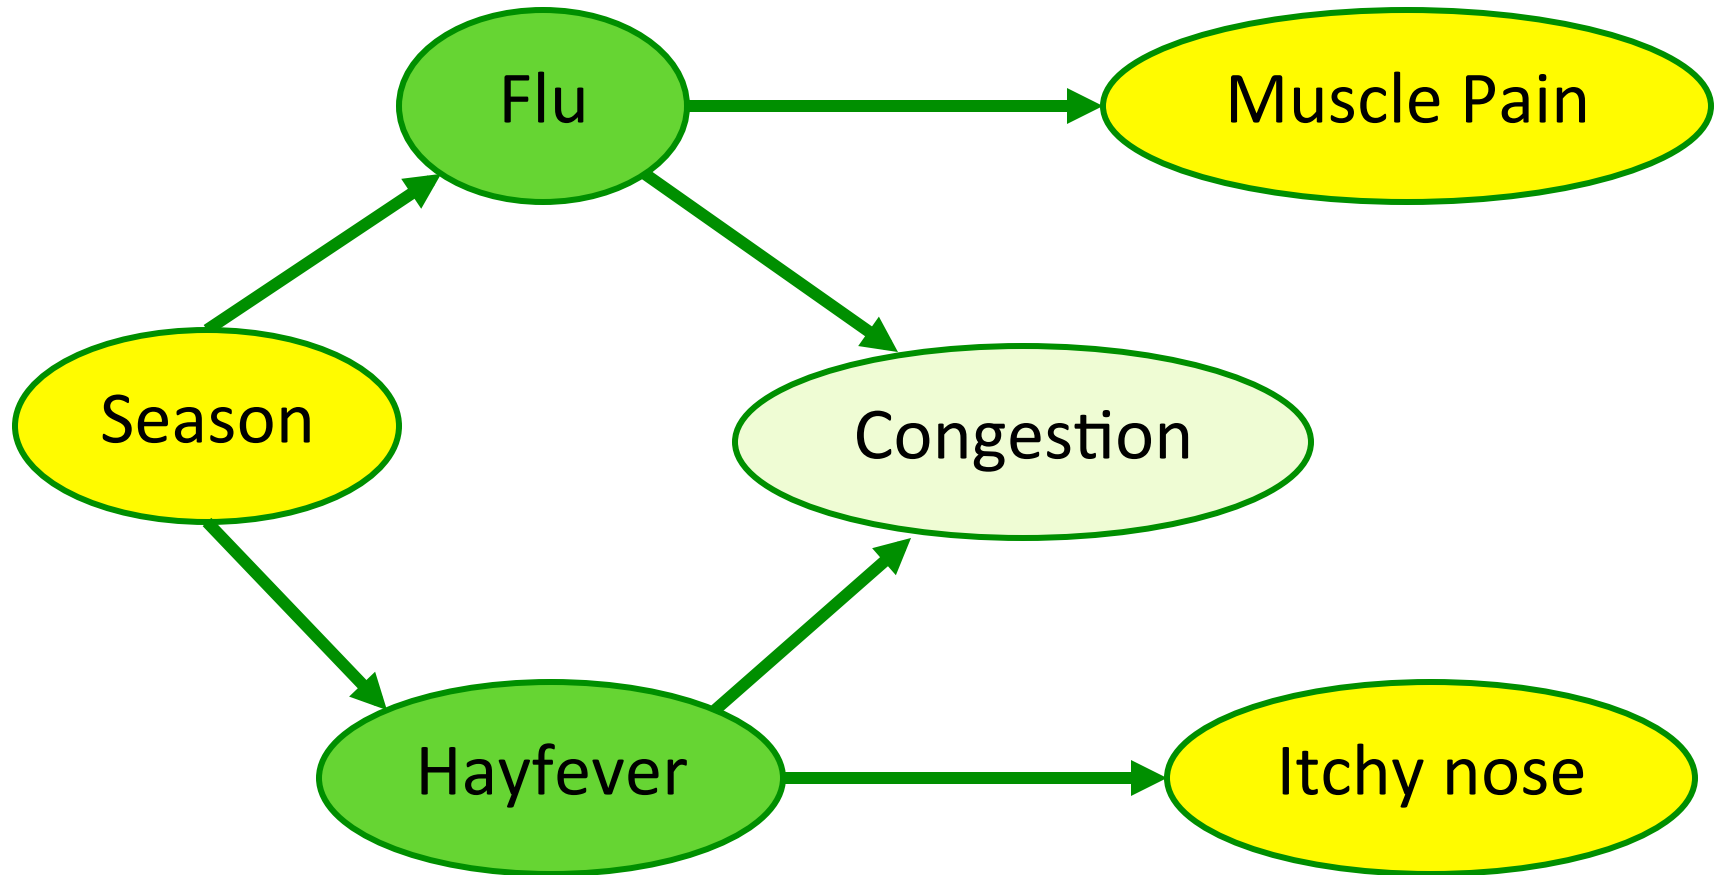 Flu
Muscle Pain
Season
Congestion
Hayfever
Itchy nose